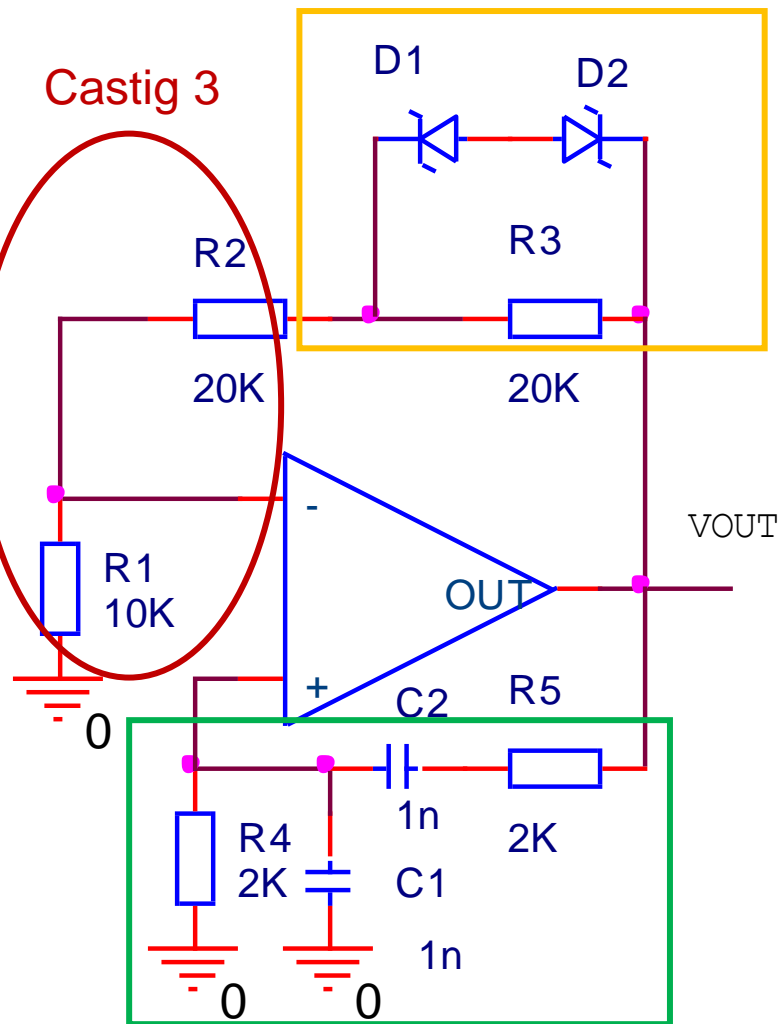 D1
D2
Castig 3
R2
R3
20K
20K
-
VOUT
R1
10K
OUT
+
C2
R5
0
1n
2K
R4
2K
C1
1n
0
0